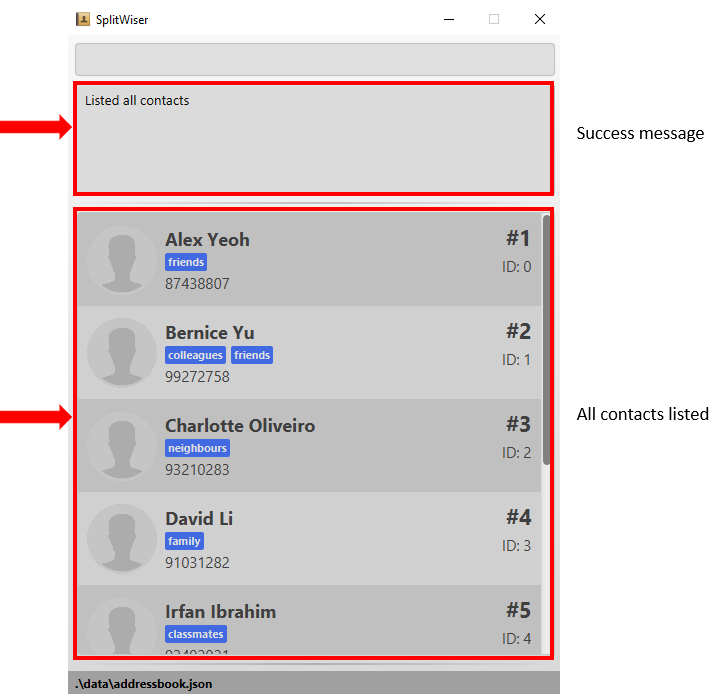 SplitWiser
Listed all contacts
Success message
Alex Yeoh
#1
friends
ID: 0
87438807
Bernice Yu
#2
colleagues friends
ID: 1
99272758
All contacts listed
Charlotte Oliveiro
#3
neighbours
ID: 2
93210283
David Li
#4
family
ID: 3
91031282
Irfan Ibrahim
#5
classmates
ID: 4
.\data\addressbook.json